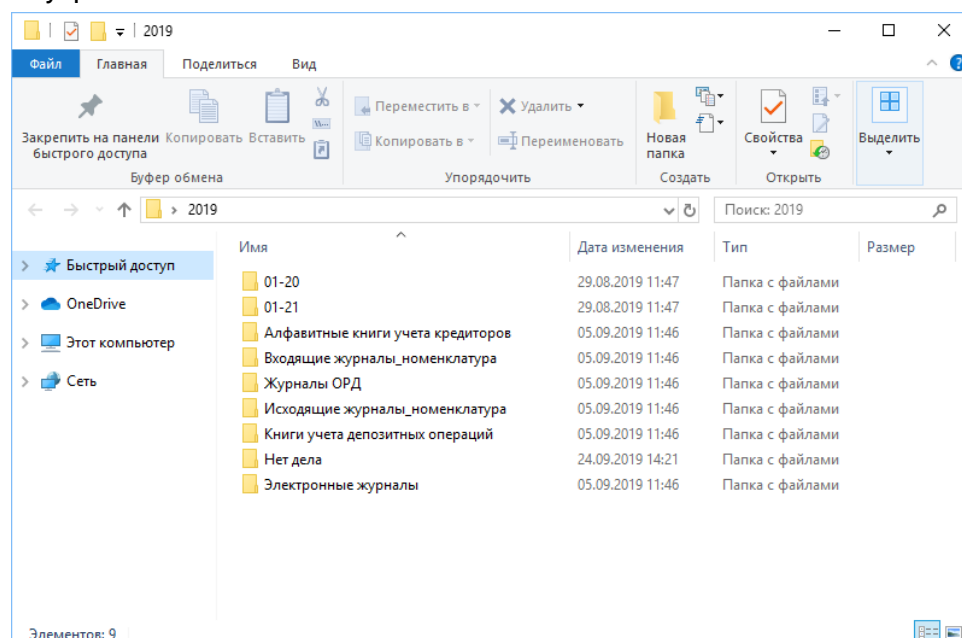 2019
Файл Главная Поделиться Вид
Закрепить на панели быстрого доступа
Копировать
Вставить
Переместить в
Копировать в
Удалить
Переименовать
Новая папка
Свойства
Выделить
Буфер обмена Упорядочить Создать Открыть
2019 Поиск: 2019
Быстрый доступ
OneDrive
Этот компьютер
Сеть
Имя Дата изменения Тип Размер
01-20 29.08.2019 11:47 Папка с файлами
01-21 29.08.2019 11:47 Папка с файлами
Алфавитные книги учета кредиторов 05.09.2019 11:46 Папка с файлами
Входящие журналы_номенклатура 05.09.2019 11:46 Папка с файлами
Журналы ОРД 05.09.2019 11:46 Папка с файлами
Исходящие журналы_номенклатура 05.09.2019 11:46 Папка с файлами
Книги учета депозитных операций 05.09.2019 11:46 Папка с файлами
Нет дела 24.09.2019 14:21 Папка с файлами
Электронные журналы 05.09.2019 11:46 Папка с файлами
Элементов: 9